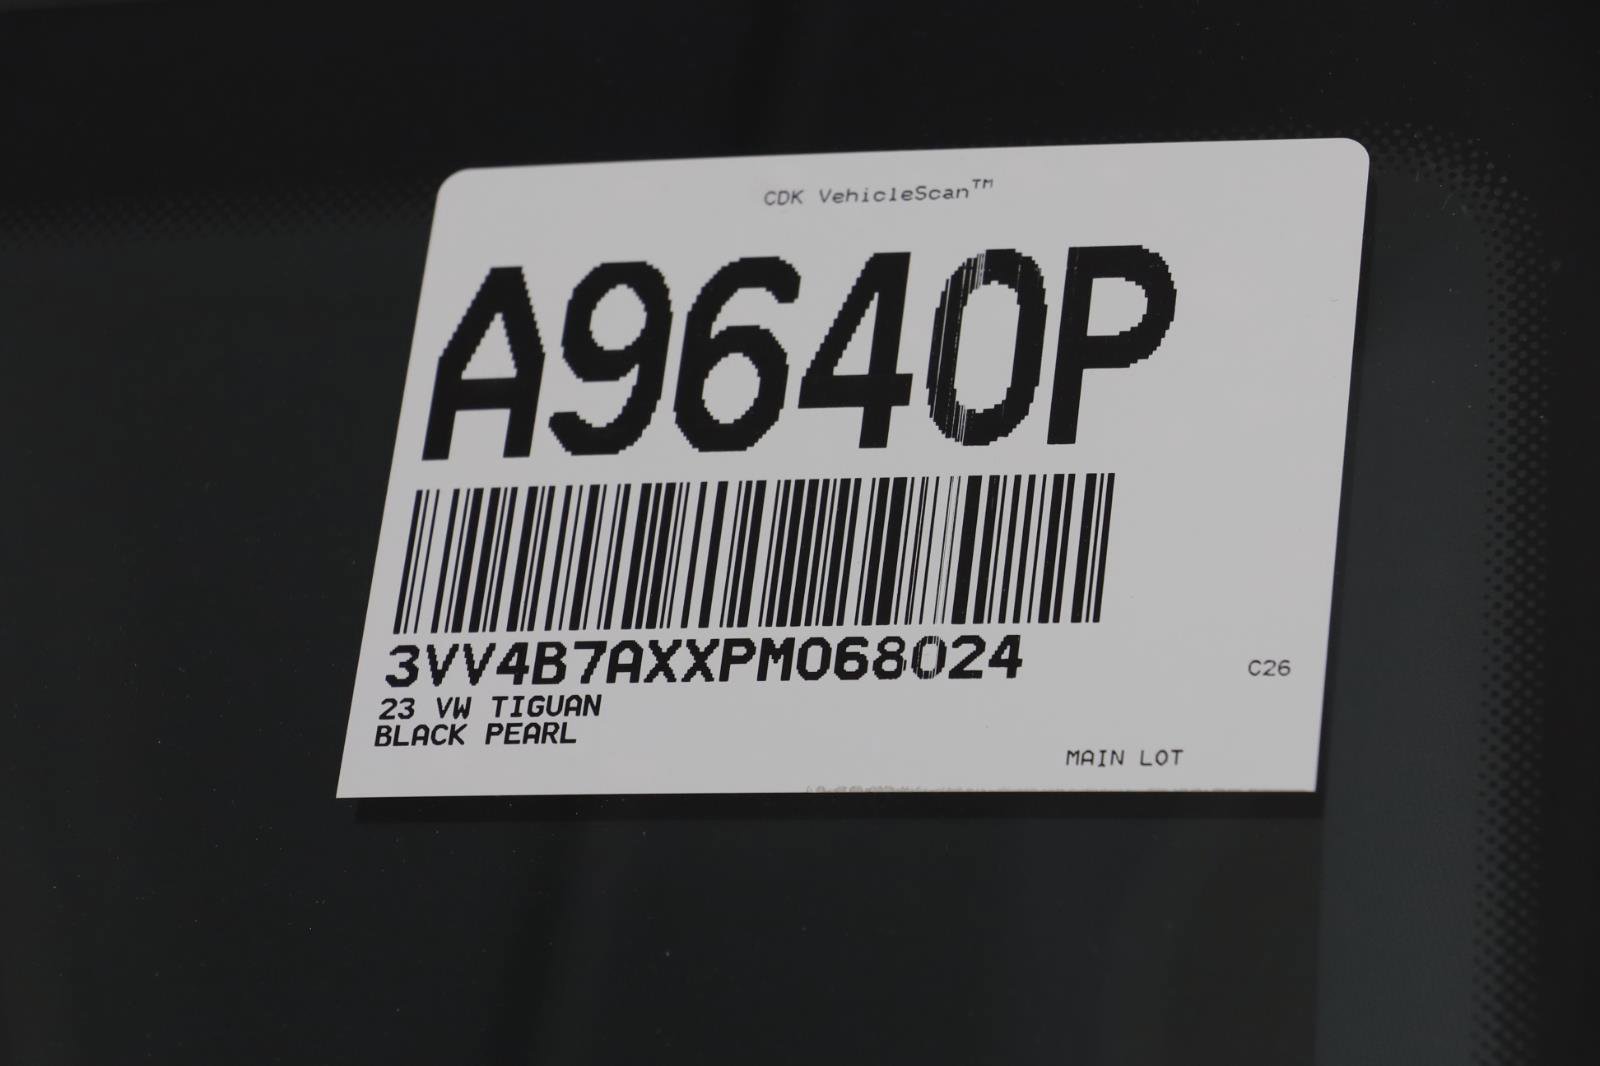 CDK VehicleScan™
A9640P
3VV4B7AXXPM068024
23 VW TIGUAN
BLACK PEARL
C26
MAIN LOT